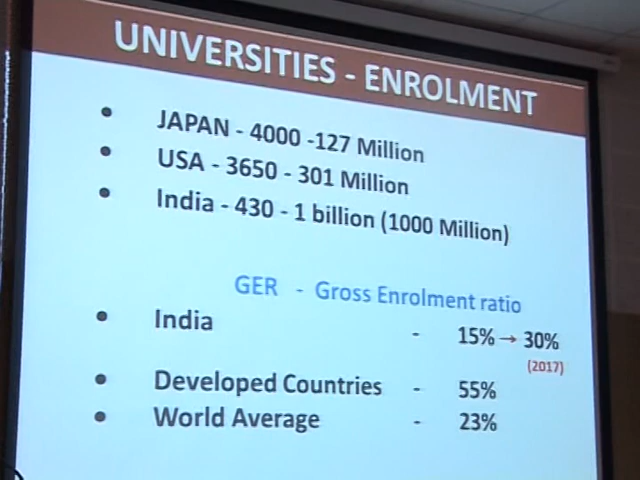 UNIVERSITIES - ENROLMENT
• JAPAN - 4000 -127 Million
• USA - 3650 - 301 Million
• India - 430 - 1 billion (1000 Million)
GER - Gross Enrolment ratio
• India - 15% → 30%
(2017)
• Developed Countries - 55%
• World Average - 23%